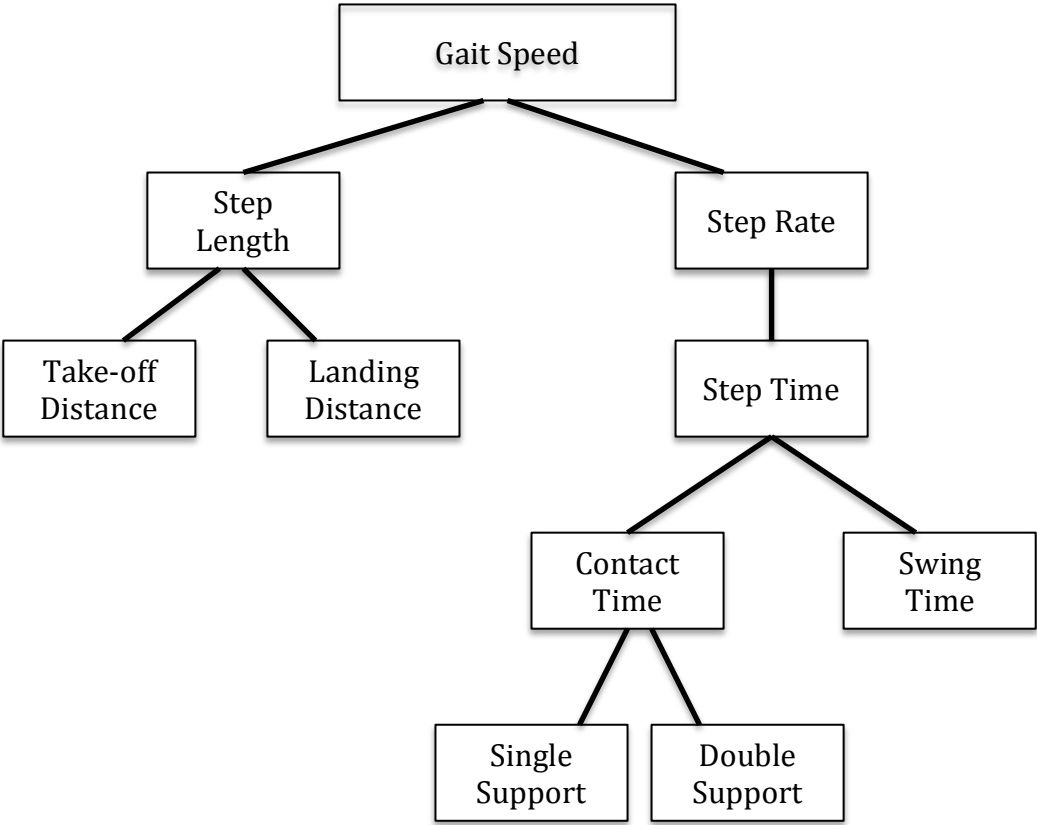 Gait Speed
Step
Length
Step Rate
Take-off
Distance
Landing
Distance
Step Time
Contact
Time
Swing
Time
Single
Support
Double
Support